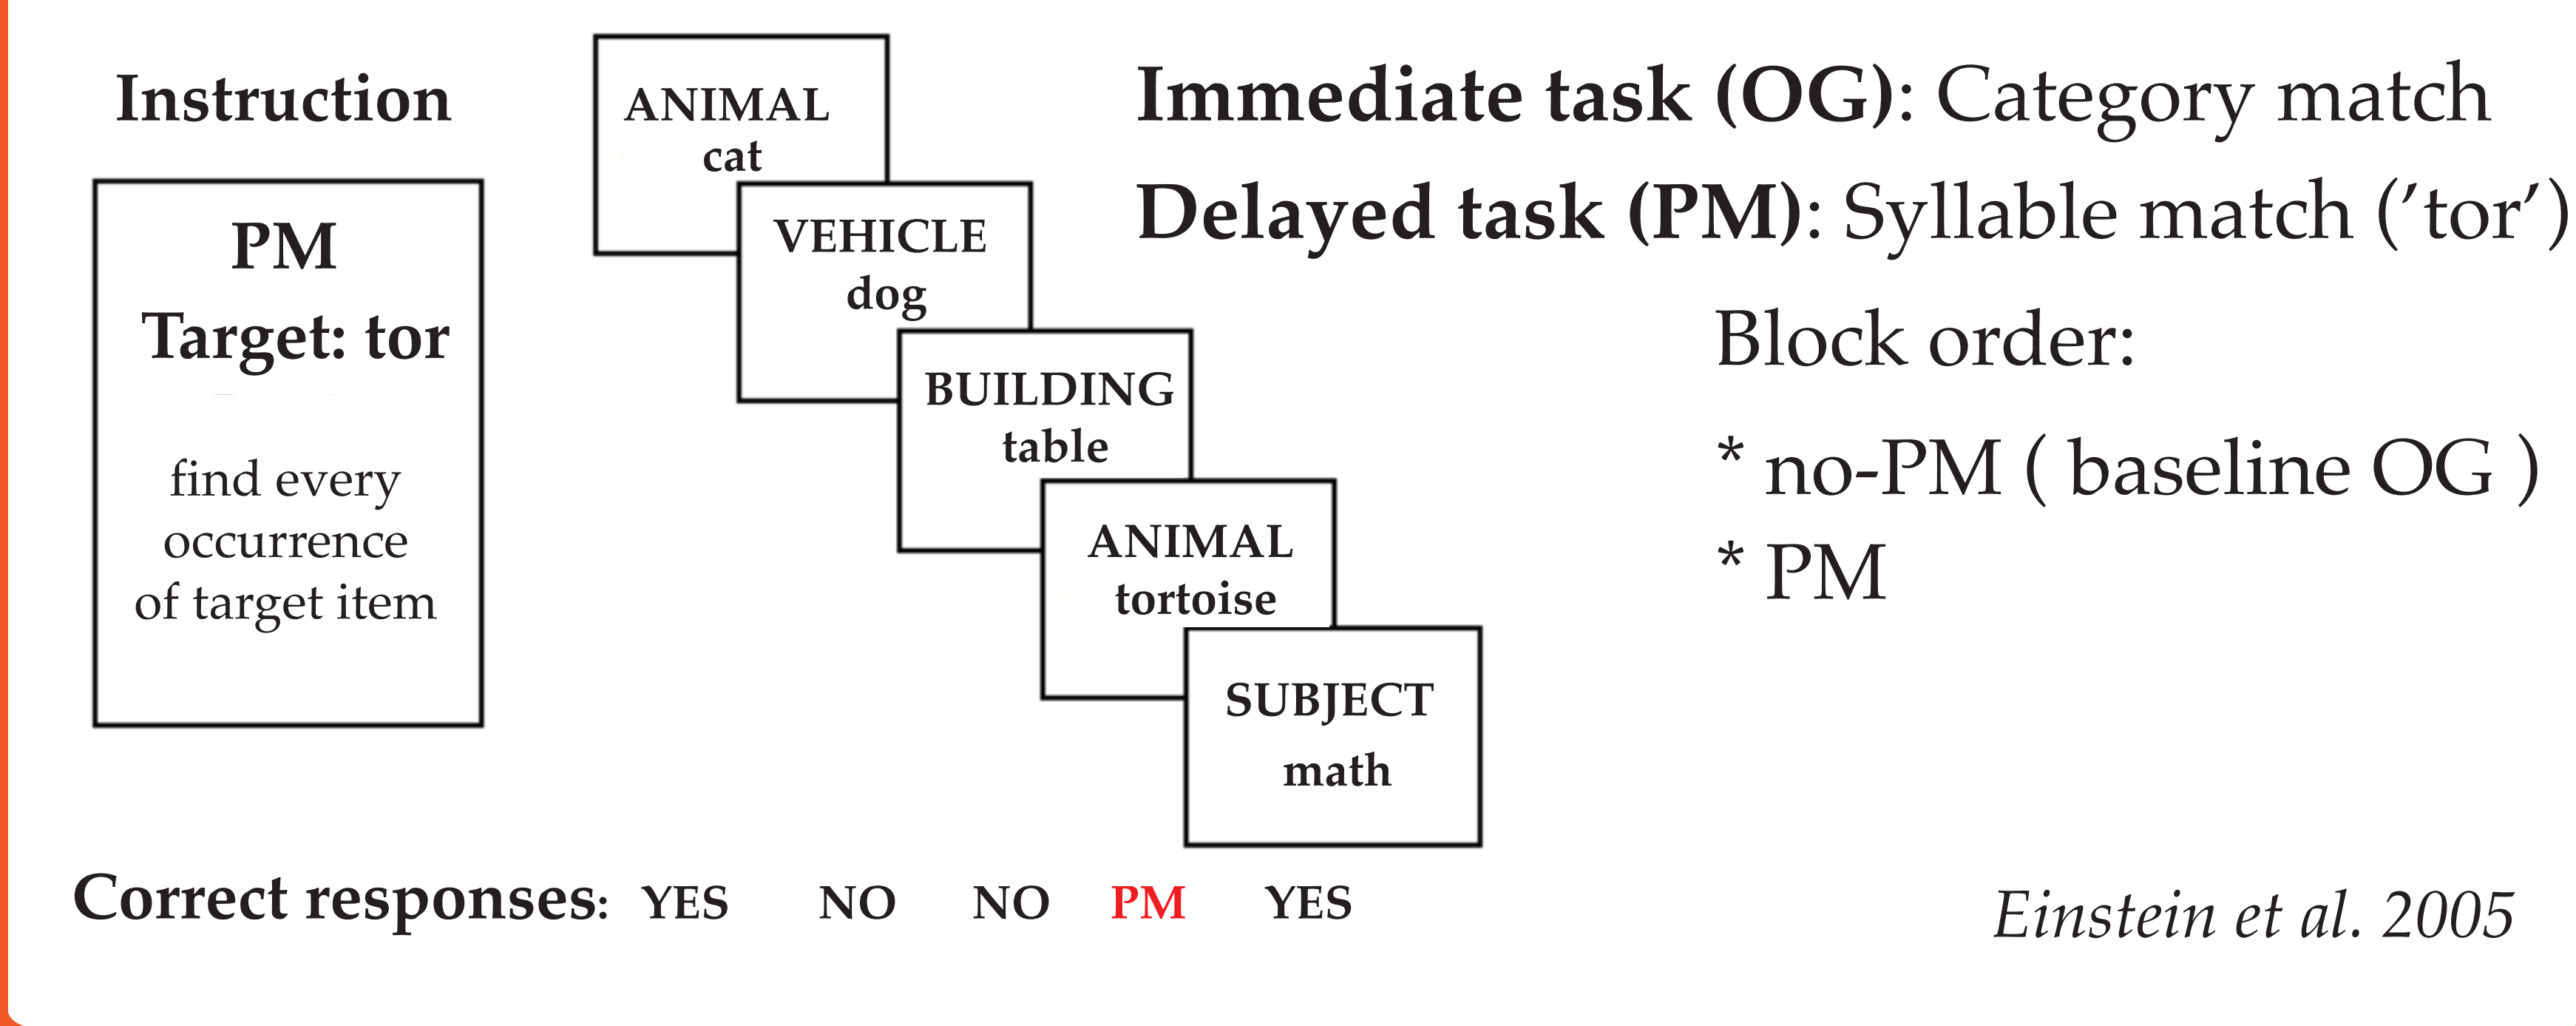 Instruction
PM
Target: tor
find every
occurrence
of target item
ANIMAL
cat
VEHICLE
dog
BUILDING
table
ANIMAL
tortoise
SUBJECT
math
Immediate task (OG): Category match
Delayed task (PM): Syllable match ('tor')
Block order:
* no-PM ( baseline OG )
* PM
Correct responses: YES NO NO PM YES
Einstein et al. 2005